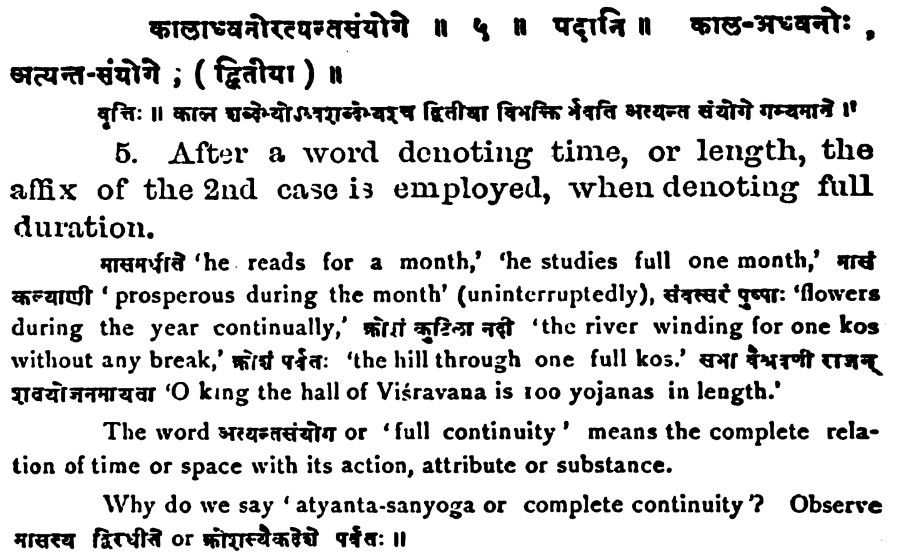 कालाध्वनोरत्यन्तसंयोगे ॥ ५ ॥ पदानि ॥ काल-अध्वनोः ,
अत्यन्त-संयोगे ; ( द्वितीया ) ॥
वृत्तिः ॥ काल शब्देभ्योऽध्वशब्देभ्यश्च द्वितीया विभक्ति र्भवति अत्यन्त संयोगे गम्यमाने ॥
5. After a word denoting time, or length, the
affix of the 2nd case is employed, when denoting full
duration.
मासमधीते ‘he reads for a month,’ ‘he studies full one month,’ मासं
कल्याणी ‘prosperous during the month’ (uninterruptedly), संवत्सरं पुष्पाः ‘flowers
during the year continually,’ क्रोशं कुटिला नदी ‘the river winding for one kos
without any break,’ क्रोशं पर्वतः ‘the hill through one full kos.’ सभा वैश्रवणी राजन्
शतयोजनमायता ‘O king the hall of Viśravana is 100 yojanas in length.’
The word अत्यन्तसंयोग or ‘full continuity’ means the complete rela-
tion of time or space with its action, attribute or substance.
Why do we say ‘atyanta-sanyoga or complete continuity’? Observe
मासस्य द्विरधीते or क्रोशस्यैकदेशे पर्वतः ॥